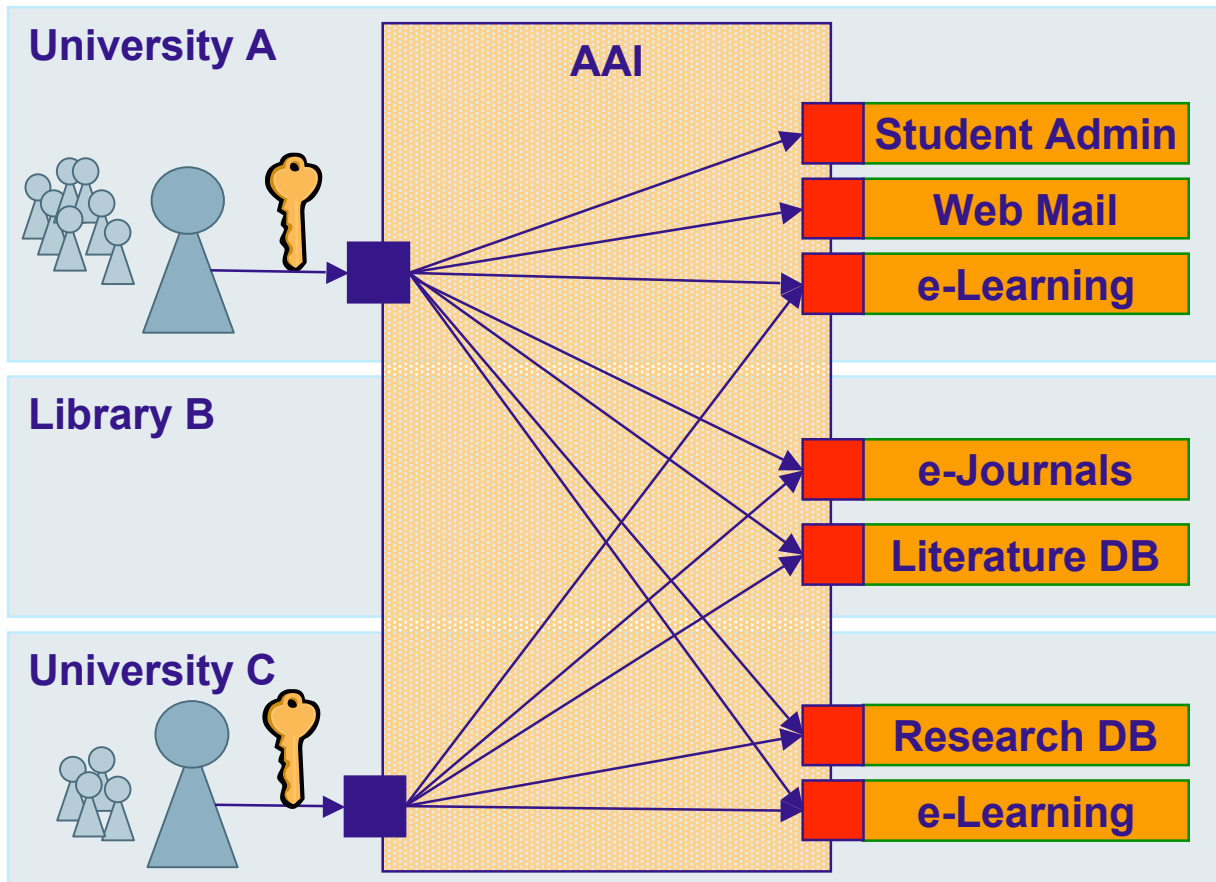 University A
AAI
Student Admin
Web Mail
e-Learning
Library B
e-Journals
Literature DB
University C
Research DB
e-Learning